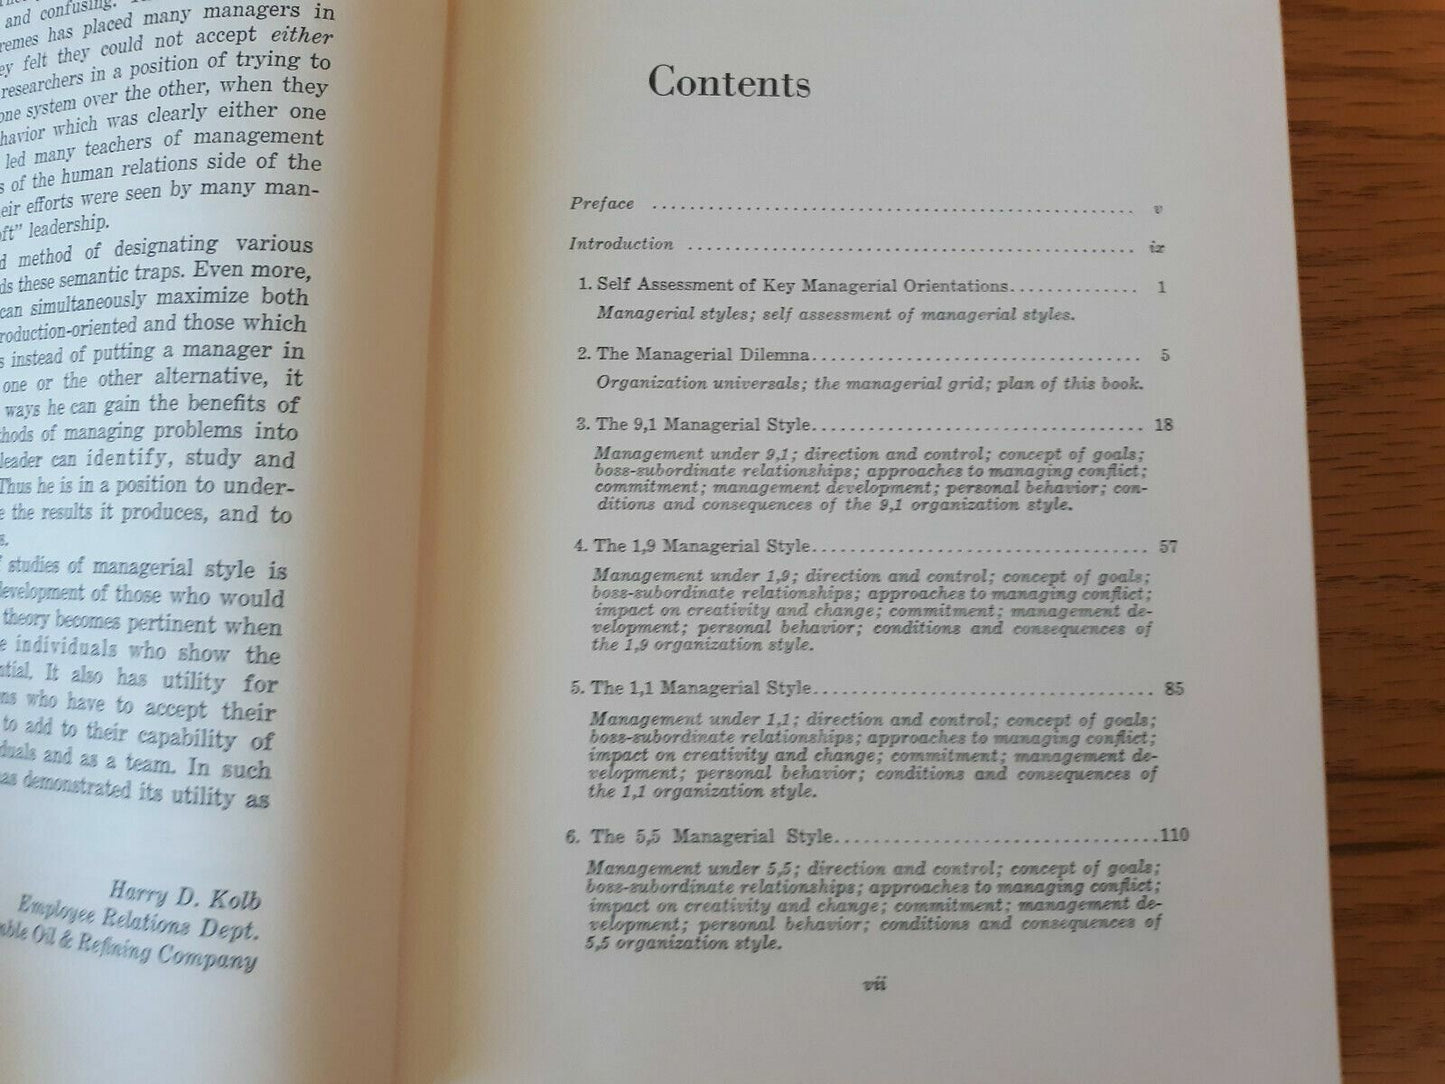 and confusing.
remes has placed many managers in
ey felt they could not accept either
researchers in a position of trying to
one system over the other, when they
havior which was clearly either one
led many teachers of management
s of the human relations side of the
eir efforts were seen by many man-
oft" leadership.
d method of designating various
ds these semantic traps. Even more,
can simultaneously maximize both
roduction-oriented and those which
s instead of putting a manager in
one or the other alternative, it
ways he can gain the benefits of
thods of managing problems into
leader can identify, study and
Thus he is in a position to under-
e the results it produces, and to
s.
f studies of managerial style is
development of those who would
theory becomes pertinent when
e individuals who show the
ntial. It also has utility for
ns who have to accept their
to add to their capability of
duals and as a team. In such
as demonstrated its utility as
Harry D. Kolb
Employee Relations Dept.
ble Oil & Refining Company
Contents
Preface ........ v
Introduction ........ ix
1. Self Assessment of Key Managerial Orientations........ 1
Managerial styles; self assessment of managerial styles.
2. The Managerial Dilemna........ 5
Organization universals; the managerial grid; plan of this book.
3. The 9,1 Managerial Style........ 18
Management under 9,1; direction and control; concept of goals;
boss-subordinate relationships; approaches to managing conflict;
commitment; management development; personal behavior; con-
ditions and consequences of the 9,1 organization style.
4. The 1,9 Managerial Style........ 57
Management under 1,9; direction and control; concept of goals;
boss-subordinate relationships; approaches to managing conflict;
impact on creativity and change; commitment; management de-
velopment; personal behavior; conditions and consequences of
the 1,9 organization style.
5. The 1,1 Managerial Style........ 85
Management under 1,1; direction and control; concept of goals;
boss-subordinate relationships; approaches to managing conflict;
impact on creativity and change; commitment; management de-
velopment; personal behavior; conditions and consequences of
the 1,1 organization style.
6. The 5,5 Managerial Style........110
Management under 5,5; direction and control; concept of goals;
boss-subordinate relationships; approaches to managing conflict;
impact on creativity and change; commitment; management de-
velopment; personal behavior; conditions and consequences of
5,5 organization style.
vii